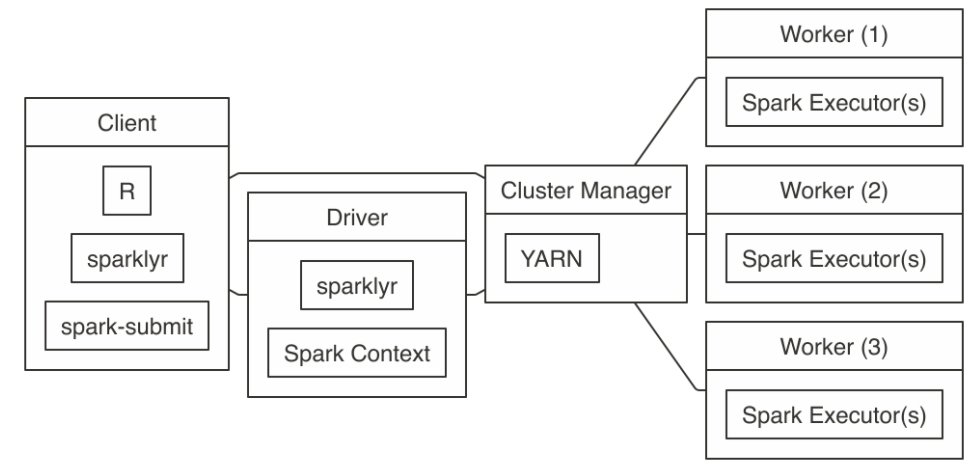 Client
R
sparklyr
spark-submit
Driver
sparklyr
Spark Context
Cluster Manager
YARN
Worker (1)
Spark Executor(s)
Worker (2)
Spark Executor(s)
Worker (3)
Spark Executor(s)